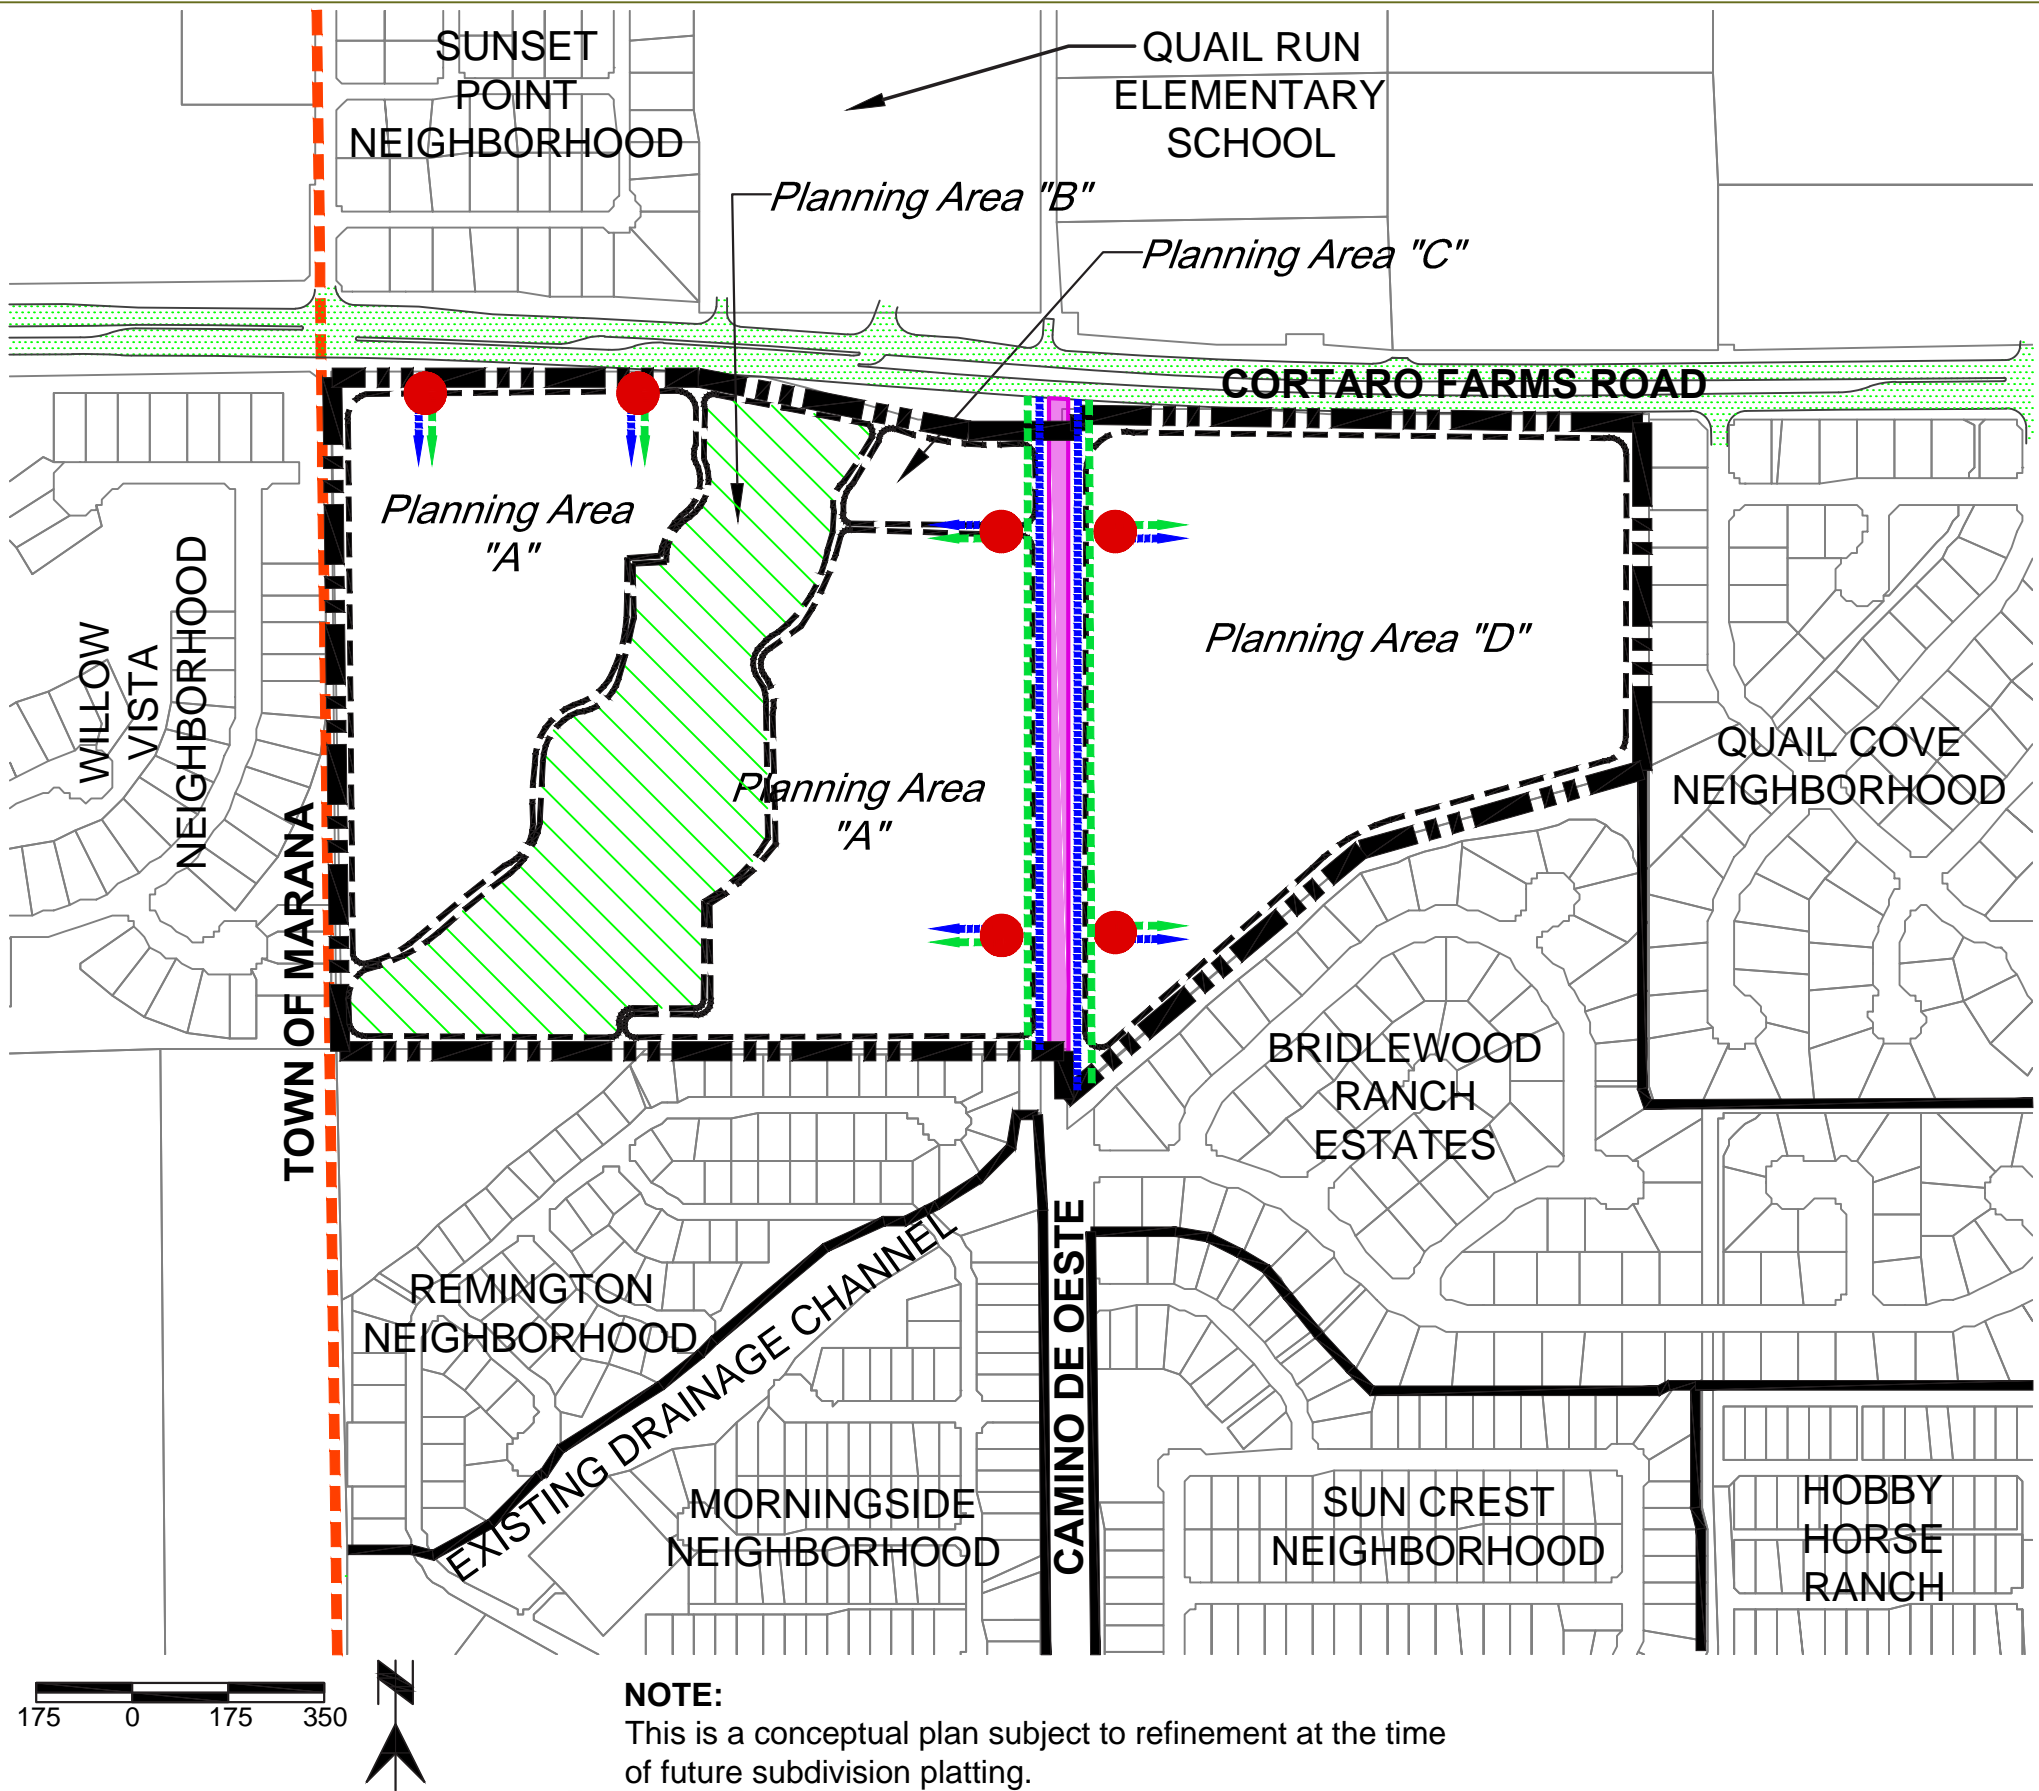 SUNSET
POINT
NEIGHBORHOOD
QUAIL RUN
ELEMENTARY
SCHOOL
Planning Area "B"
Planning Area "C"
CORTARO FARMS ROAD
Planning Area
"A"
Planning Area "D"
WILLOW
VISTA
NEIGHBORHOOD
Planning Area
"A"
QUAIL COVE
NEIGHBORHOOD
TOWN OF MARANA
BRIDLEWOOD
RANCH
ESTATES
REMINGTON
NEIGHBORHOOD
EXISTING DRAINAGE CHANNEL
CAMINO DE OESTE
MORNINGSIDE
NEIGHBORHOOD
SUN CREST
NEIGHBORHOOD
HOBBY
HORSE
RANCH
175 0 175 350
N
NOTE:
This is a conceptual plan subject to refinement at the time
of future subdivision platting.